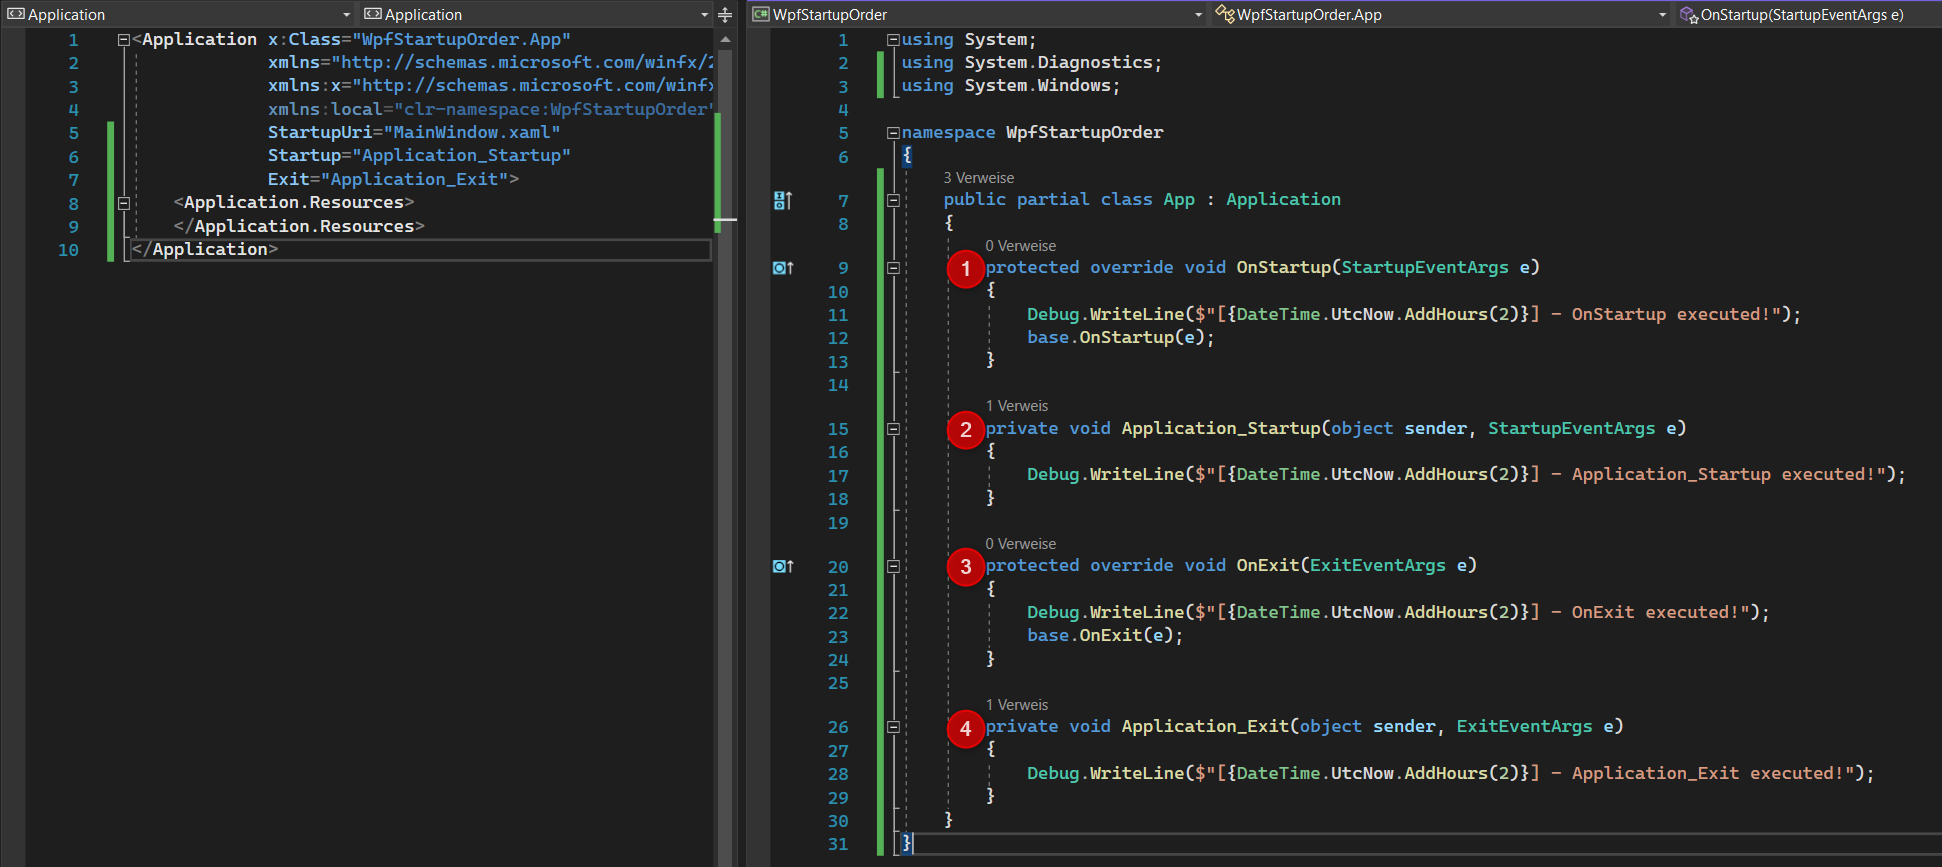 Application
Application
1 <Application x:Class="WpfStartupOrder.App"
2 xmlns="http://schemas.microsoft.com/winfx/2
3 xmlns:x="http://schemas.microsoft.com/winfx
4 xmlns:local="clr-namespace:WpfStartupOrder"
5 StartupUri="MainWindow.xaml"
6 Startup="Application_Startup"
7 Exit="Application_Exit">
8 <Application.Resources>
9 </Application.Resources>
10 </Application>
C# WpfStartupOrder
WpfStartupOrder.App
OnStartup(StartupEventArgs e)
1 using System;
2 using System.Diagnostics;
3 using System.Windows;
4
5 namespace WpfStartupOrder
6 {
3 Verweise
7 public partial class App : Application
8 {
0 Verweise
9 1 protected override void OnStartup(StartupEventArgs e)
10 {
11 Debug.WriteLine($"[{DateTime.UtcNow.AddHours(2)}] - OnStartup executed!");
12 base.OnStartup(e);
13 }
14
1 Verweis
15 2 private void Application_Startup(object sender, StartupEventArgs e)
16 {
17 Debug.WriteLine($"[{DateTime.UtcNow.AddHours(2)}] - Application_Startup executed!");
18 }
19
0 Verweise
20 3 protected override void OnExit(ExitEventArgs e)
21 {
22 Debug.WriteLine($"[{DateTime.UtcNow.AddHours(2)}] - OnExit executed!");
23 base.OnExit(e);
24 }
25
1 Verweis
26 4 private void Application_Exit(object sender, ExitEventArgs e)
27 {
28 Debug.WriteLine($"[{DateTime.UtcNow.AddHours(2)}] - Application_Exit executed!");
29 }
30 }
31 }